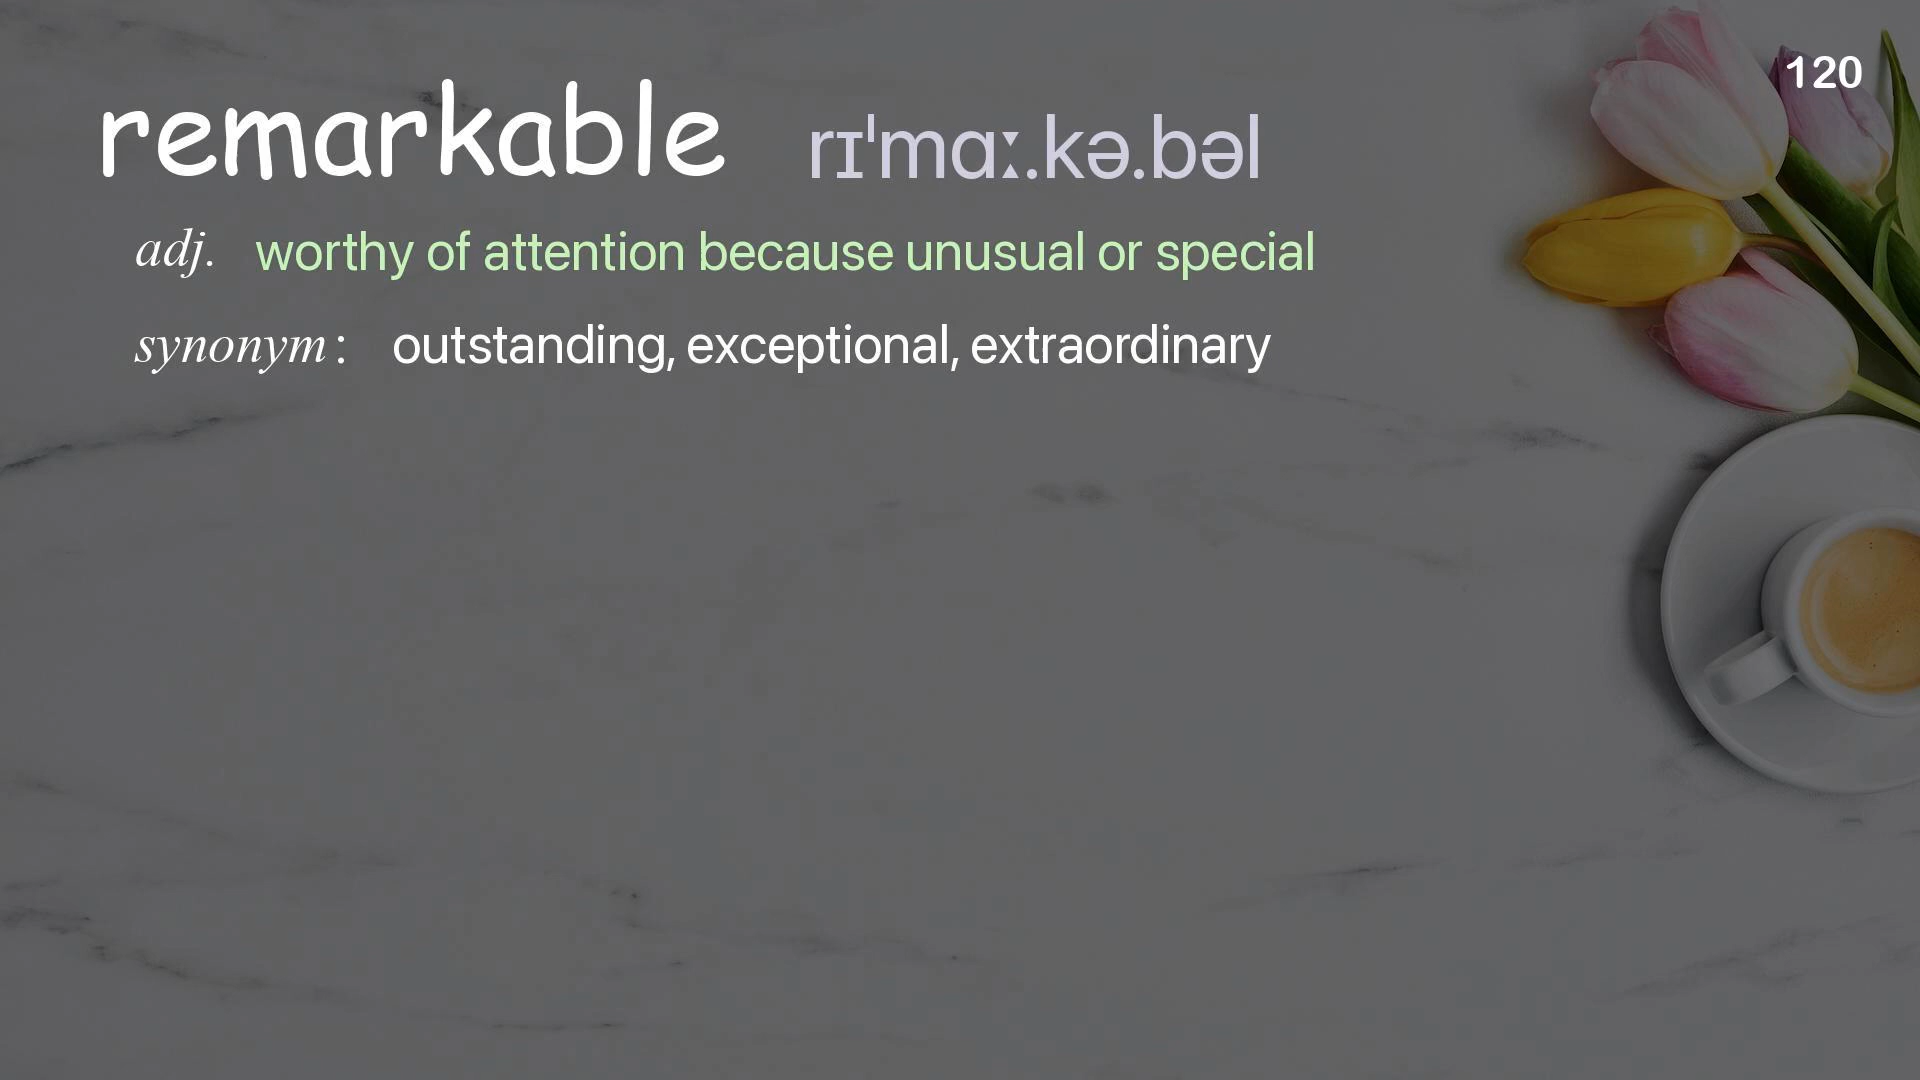 120
remarkable rɪˈmɑː.kə.bəl
adj. worthy of attention because unusual or special
synonym: outstanding, exceptional, extraordinary